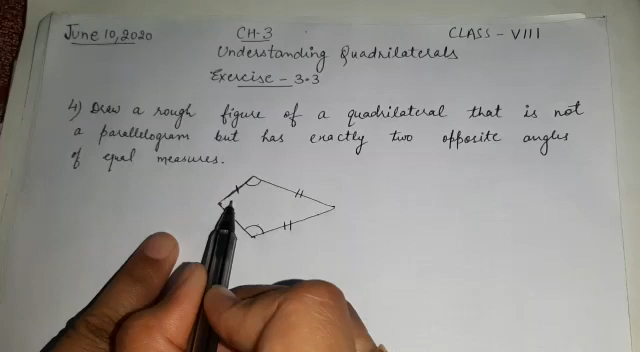 June 10, 2020 CH-3 CLASS - VIII
Understanding Quadrilaterals
Exercise - 3.3
4) Draw a rough figure of a quadrilateral that is not
a parallelogram but has exactly two opposite angles
of equal measures.